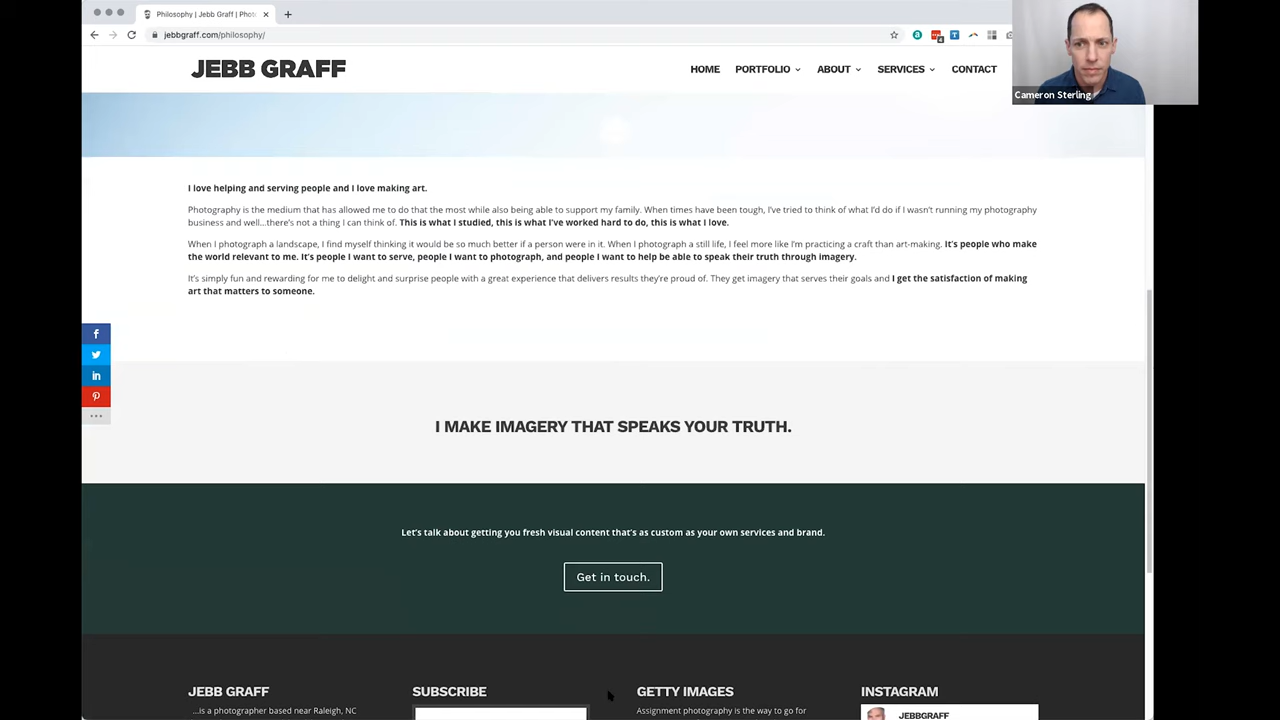 Philosophy | Jebb Graff | Phot
jebbgraff.com/philosophy/
JEBB GRAFF
HOME
PORTFOLIO
ABOUT
SERVICES
CONTACT
Cameron Sterling
I love helping and serving people and I love making art.
Photography is the medium that has allowed me to do that the most while also being able to support my family. When times have been tough, I've tried to think of what I'd do if I wasn't running my photography
business and well...there's not a thing I can think of. This is what I studied, this is what I've worked hard to do, this is what I love.
When I photograph a landscape, I find myself thinking it would be so much better if a person were in it. When I photograph a still life, I feel more like I'm practicing a craft than art-making. It's people who make
the world relevant to me. It's people I want to serve, people I want to photograph, and people I want to help be able to speak their truth through imagery.
It's simply fun and rewarding for me to delight and surprise people with a great experience that delivers results they're proud of. They get imagery that serves their goals and I get the satisfaction of making
art that matters to someone.
I MAKE IMAGERY THAT SPEAKS YOUR TRUTH.
Let's talk about getting you fresh visual content that's as custom as your own services and brand.
Get in touch.
JEBB GRAFF
...is a photographer based near Raleigh, NC
SUBSCRIBE
GETTY IMAGES
Assignment photography is the way to go for
INSTAGRAM
JEBBGRAFF